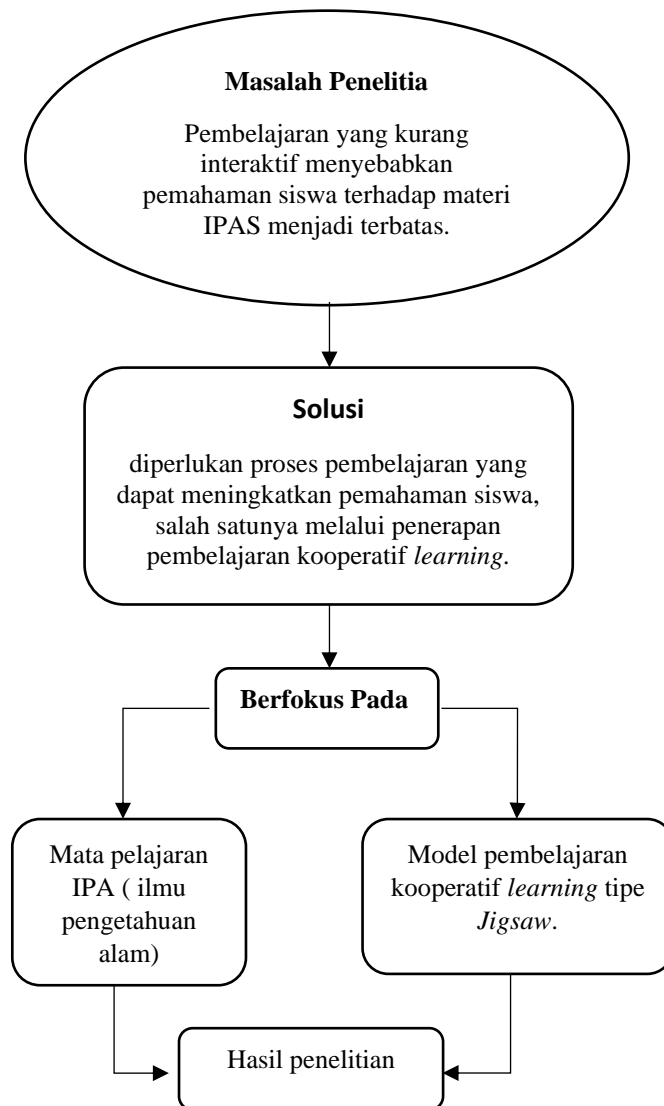 Masalah Penelitia
Pembelajaran yang kurang
interaktif menyebabkan
pemahaman siswa terhadap materi
IPAS menjadi terbatas.
Solusi
diperlukan proses pembelajaran yang
dapat meningkatkan pemahaman siswa,
salah satunya melalui penerapan
pembelajaran kooperatif learning.
Berfokus Pada
Mata pelajaran
IPA ( ilmu
pengetahuan
alam)
Model pembelajaran
kooperatif learning tipe
Jigsaw.
Hasil penelitian